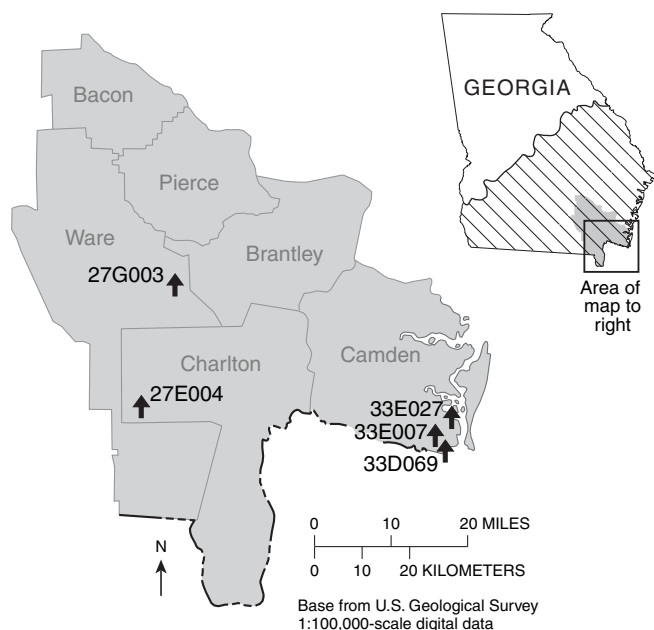 Bacon
GEORGIA
Pierce
Ware
Brantley
27G003
Area of
map to
right
Charlton
Camden
27E004
33E027
33E007
33D069
0 10 20 MILES
N
0 10 20 KILOMETERS
Base from U.S. Geological Survey
1:100,000-scale digital data